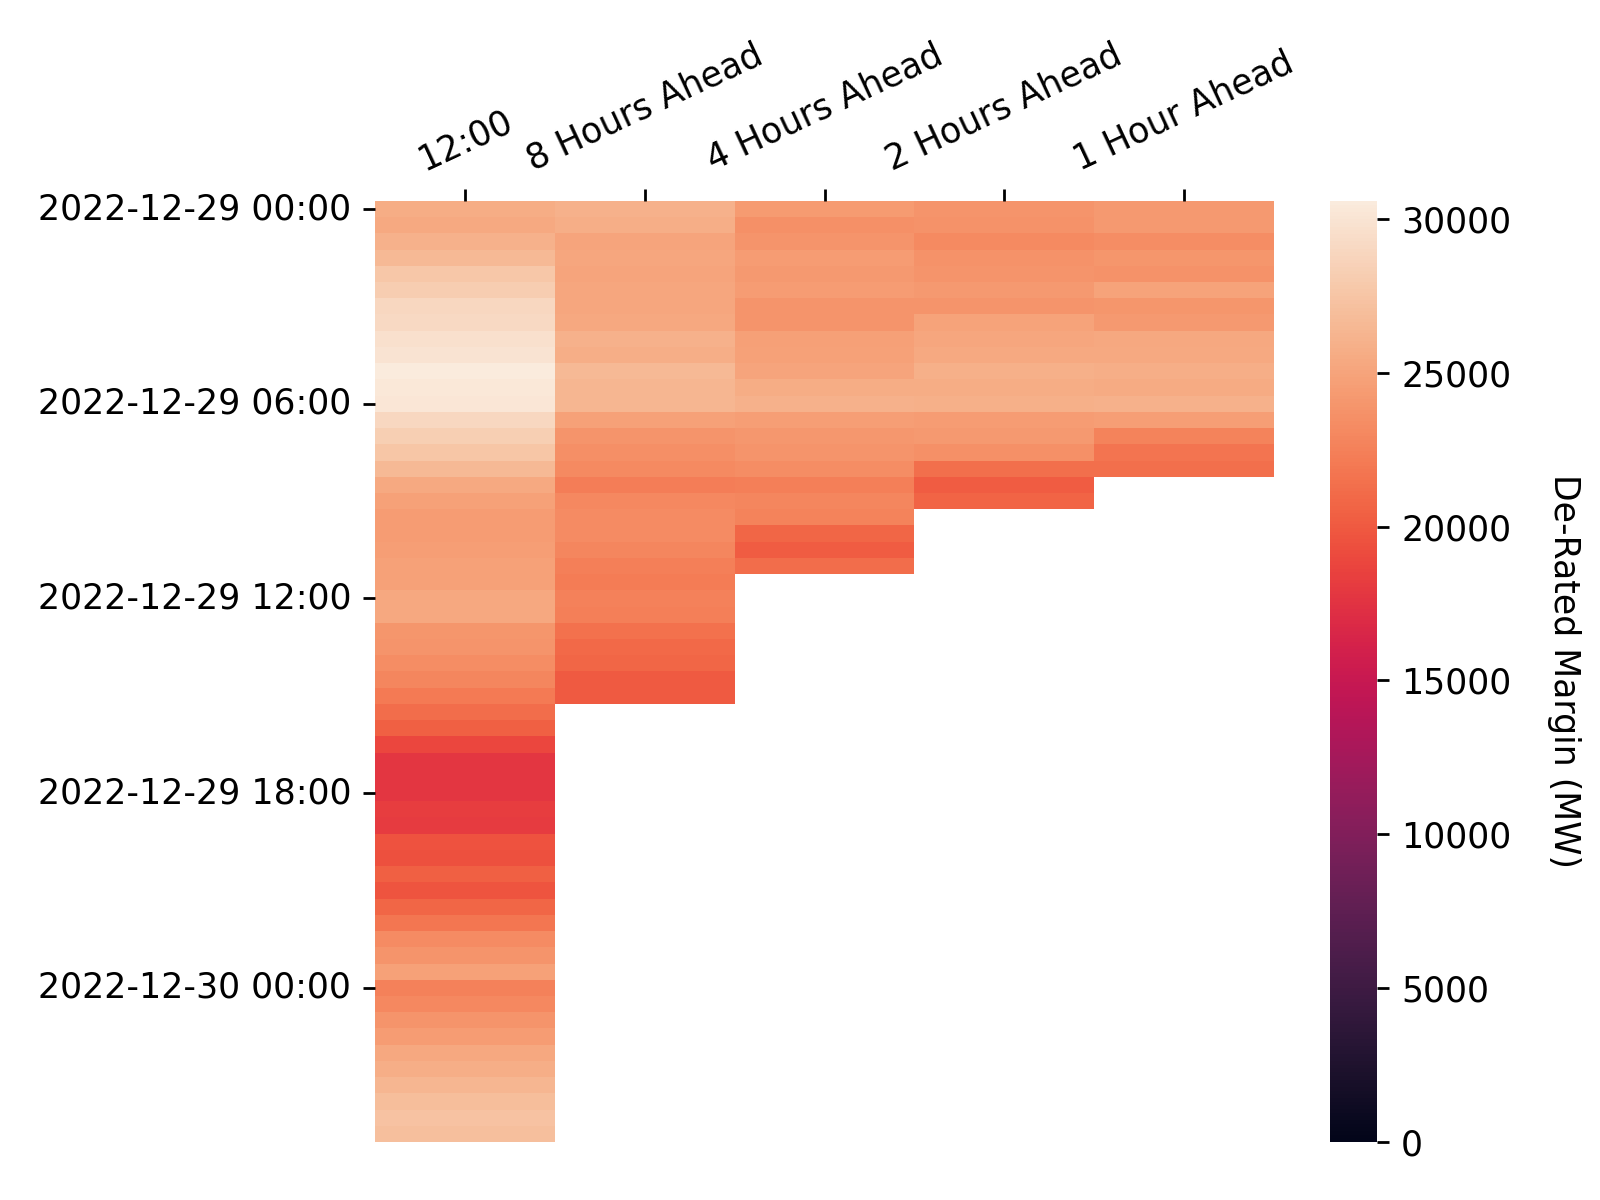 12:00
8 Hours Ahead
4 Hours Ahead
2 Hours Ahead
1 Hour Ahead
2022-12-29 00:00
2022-12-29 06:00
2022-12-29 12:00
2022-12-29 18:00
2022-12-30 00:00
30000
25000
20000
15000
10000
5000
0
De-Rated Margin (MW)